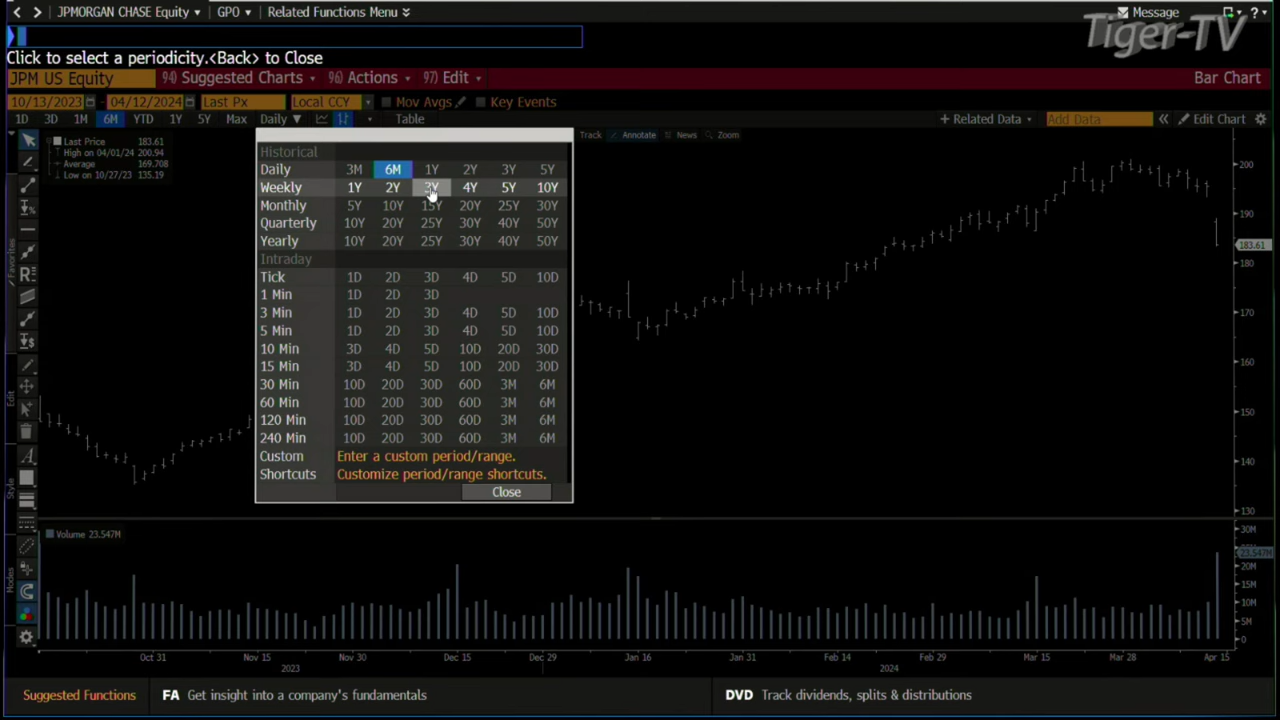 JPMORGAN CHASE Equity GPO Related Functions Menu
Message ?
Tiger-TV
Click to select a periodicity.<Back> to Close
JPM US Equity 94) Suggested Charts 96) Actions 97) Edit Bar Chart
10/13/2023 04/12/2024 Last Px Local CCY Mov Avgs Key Events
1D 3D 1M 6M YTD 1Y 5Y Max Daily Table + Related Data Add Data Edit Chart
Track Annotate News Zoom
Last Price 183.61
High on 04/01/24 200.94
Average 169.708
Low on 10/27/23 135.19
Historical
Daily 3M 6M 1Y 2Y 3Y 5Y
Weekly 1Y 2Y 3Y 4Y 5Y 10Y
Monthly 5Y 10Y 15Y 20Y 25Y 30Y
Quarterly 10Y 20Y 25Y 30Y 40Y 50Y
Yearly 10Y 20Y 25Y 30Y 40Y 50Y
Intraday
Tick 1D 2D 3D 4D 5D 10D
1 Min 1D 2D 3D
3 Min 1D 2D 3D 4D 5D 10D
5 Min 1D 2D 3D 4D 5D 10D
10 Min 3D 4D 5D 10D 20D 30D
15 Min 3D 4D 5D 10D 20D 30D
30 Min 10D 20D 30D 60D 3M 6M
60 Min 10D 20D 30D 60D 3M 6M
120 Min 10D 20D 30D 60D 3M 6M
240 Min 10D 20D 30D 60D 3M 6M
Custom Enter a custom period/range.
Shortcuts Customize period/range shortcuts.
Close
Favorites
Edit
Style
Modes
200
190
183.61
180
170
160
150
140
130
Volume 23.547M
30M
23.547M
20M
15M
10M
5M
0
Oct 31 Nov 15 Nov 30 Dec 15 Dec 29 Jan 16 Jan 31 Feb 14 Feb 29 Mar 15 Mar 28 Apr 15
2023 2024
Suggested Functions FA Get insight into a company's fundamentals DVD Track dividends, splits & distributions